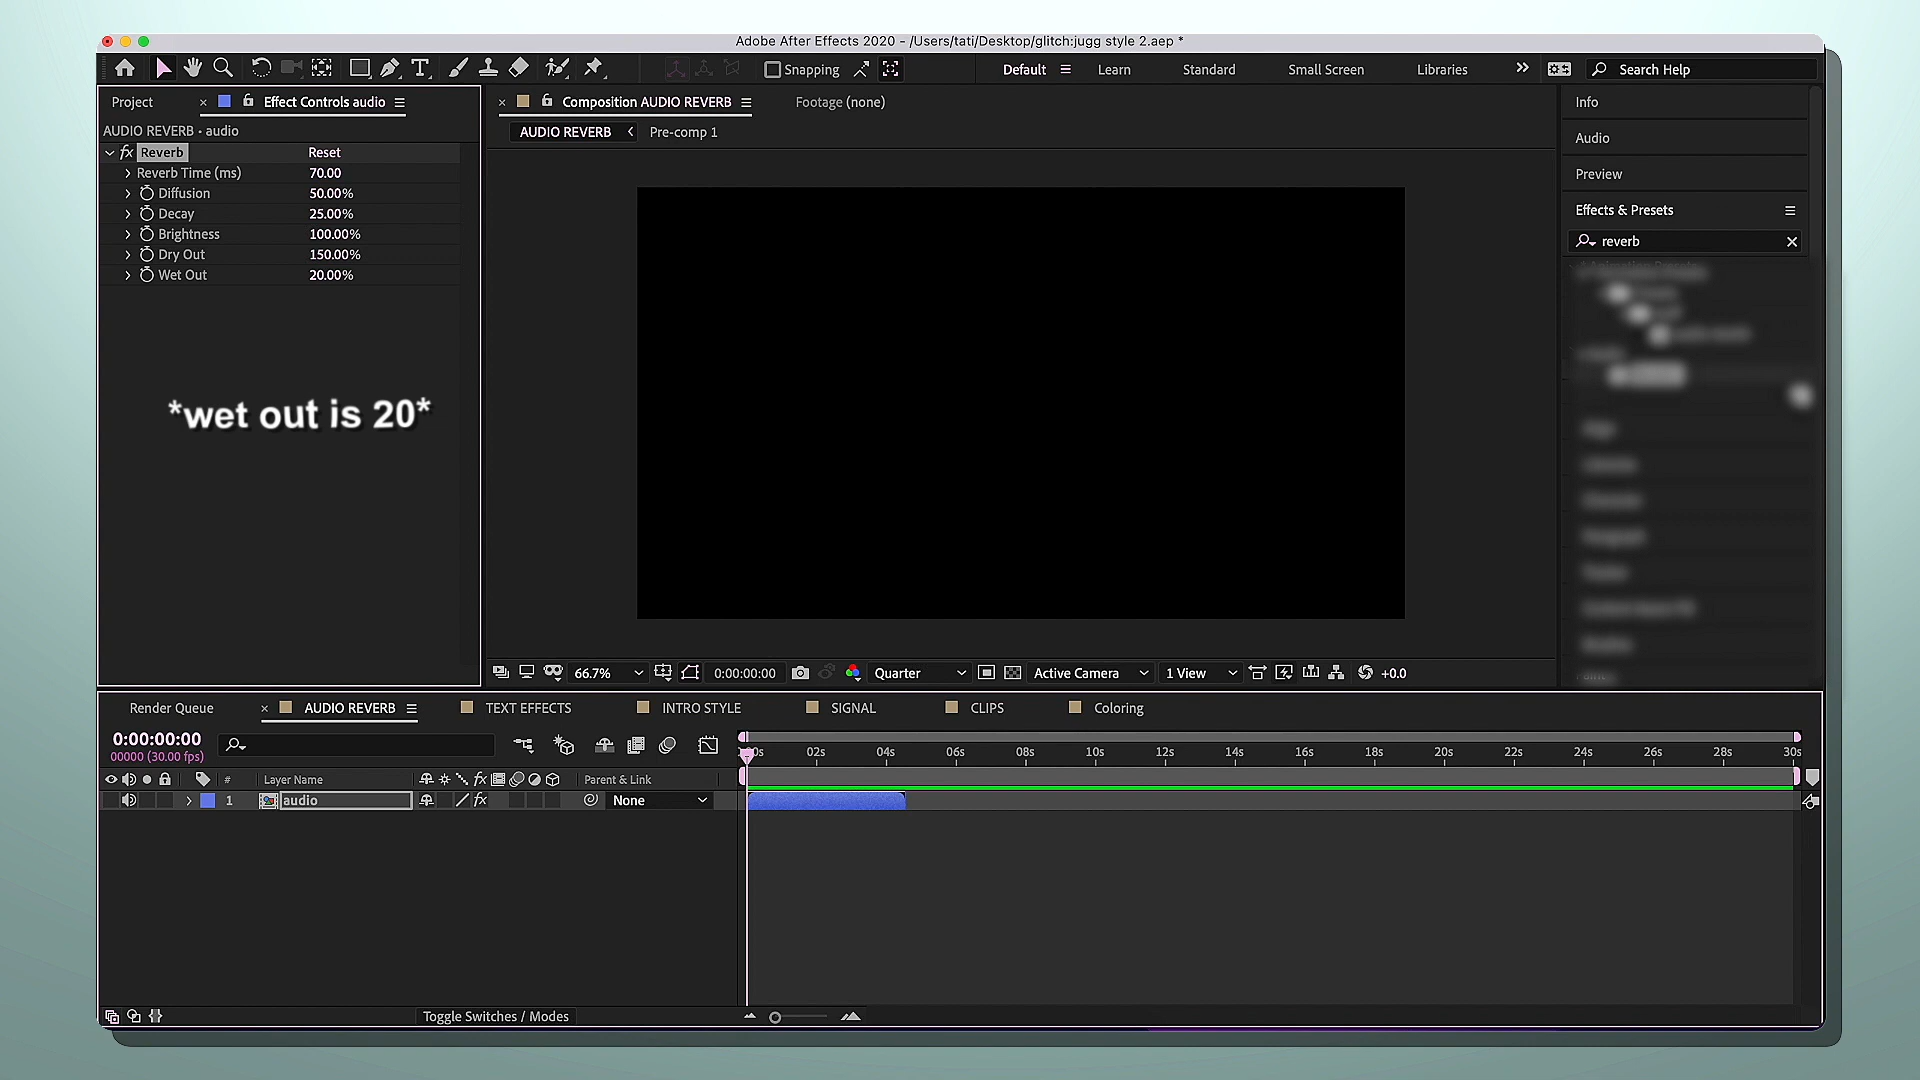 Adobe After Effects 2020 - /Users/tati/Desktop/glitch:jugg style 2.aep *
Snapping
Default
Learn
Standard
Small Screen
Libraries
Search Help
Project
Effect Controls audio
Composition AUDIO REVERB
Footage (none)
Info
AUDIO REVERB • audio
AUDIO REVERB
Pre-comp 1
Audio
fx Reverb Reset
Reverb Time (ms) 70.00
Preview
Diffusion 50.00%
Decay 25.00%
Effects & Presets
Brightness 100.00%
reverb
Dry Out 150.00%
Wet Out 20.00%
*wet out is 20*
66.7%
0:00:00:00
Quarter
Active Camera
1 View
+0.0
Render Queue
AUDIO REVERB
TEXT EFFECTS
INTRO STYLE
SIGNAL
CLIPS
Coloring
0:00:00:00
00000 (30.00 fps)
02s 04s 06s 08s 10s 12s 14s 16s 18s 20s 22s 24s 26s 28s 30s
# Layer Name fx Parent & Link
1 audio fx None
Toggle Switches / Modes